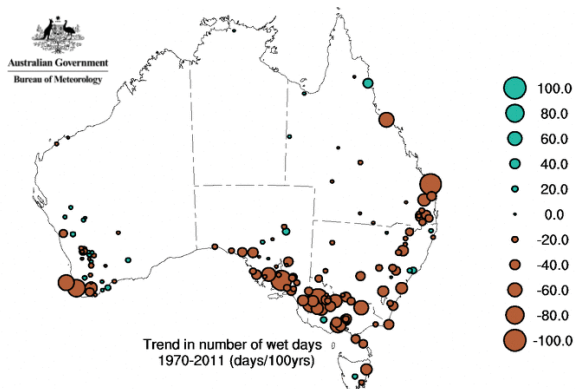 Australian Government
Bureau of Meteorology
100.0
80.0
60.0
40.0
20.0
0.0
-20.0
-40.0
-60.0
-80.0
-100.0
Trend in number of wet days
1970-2011 (days/100yrs)